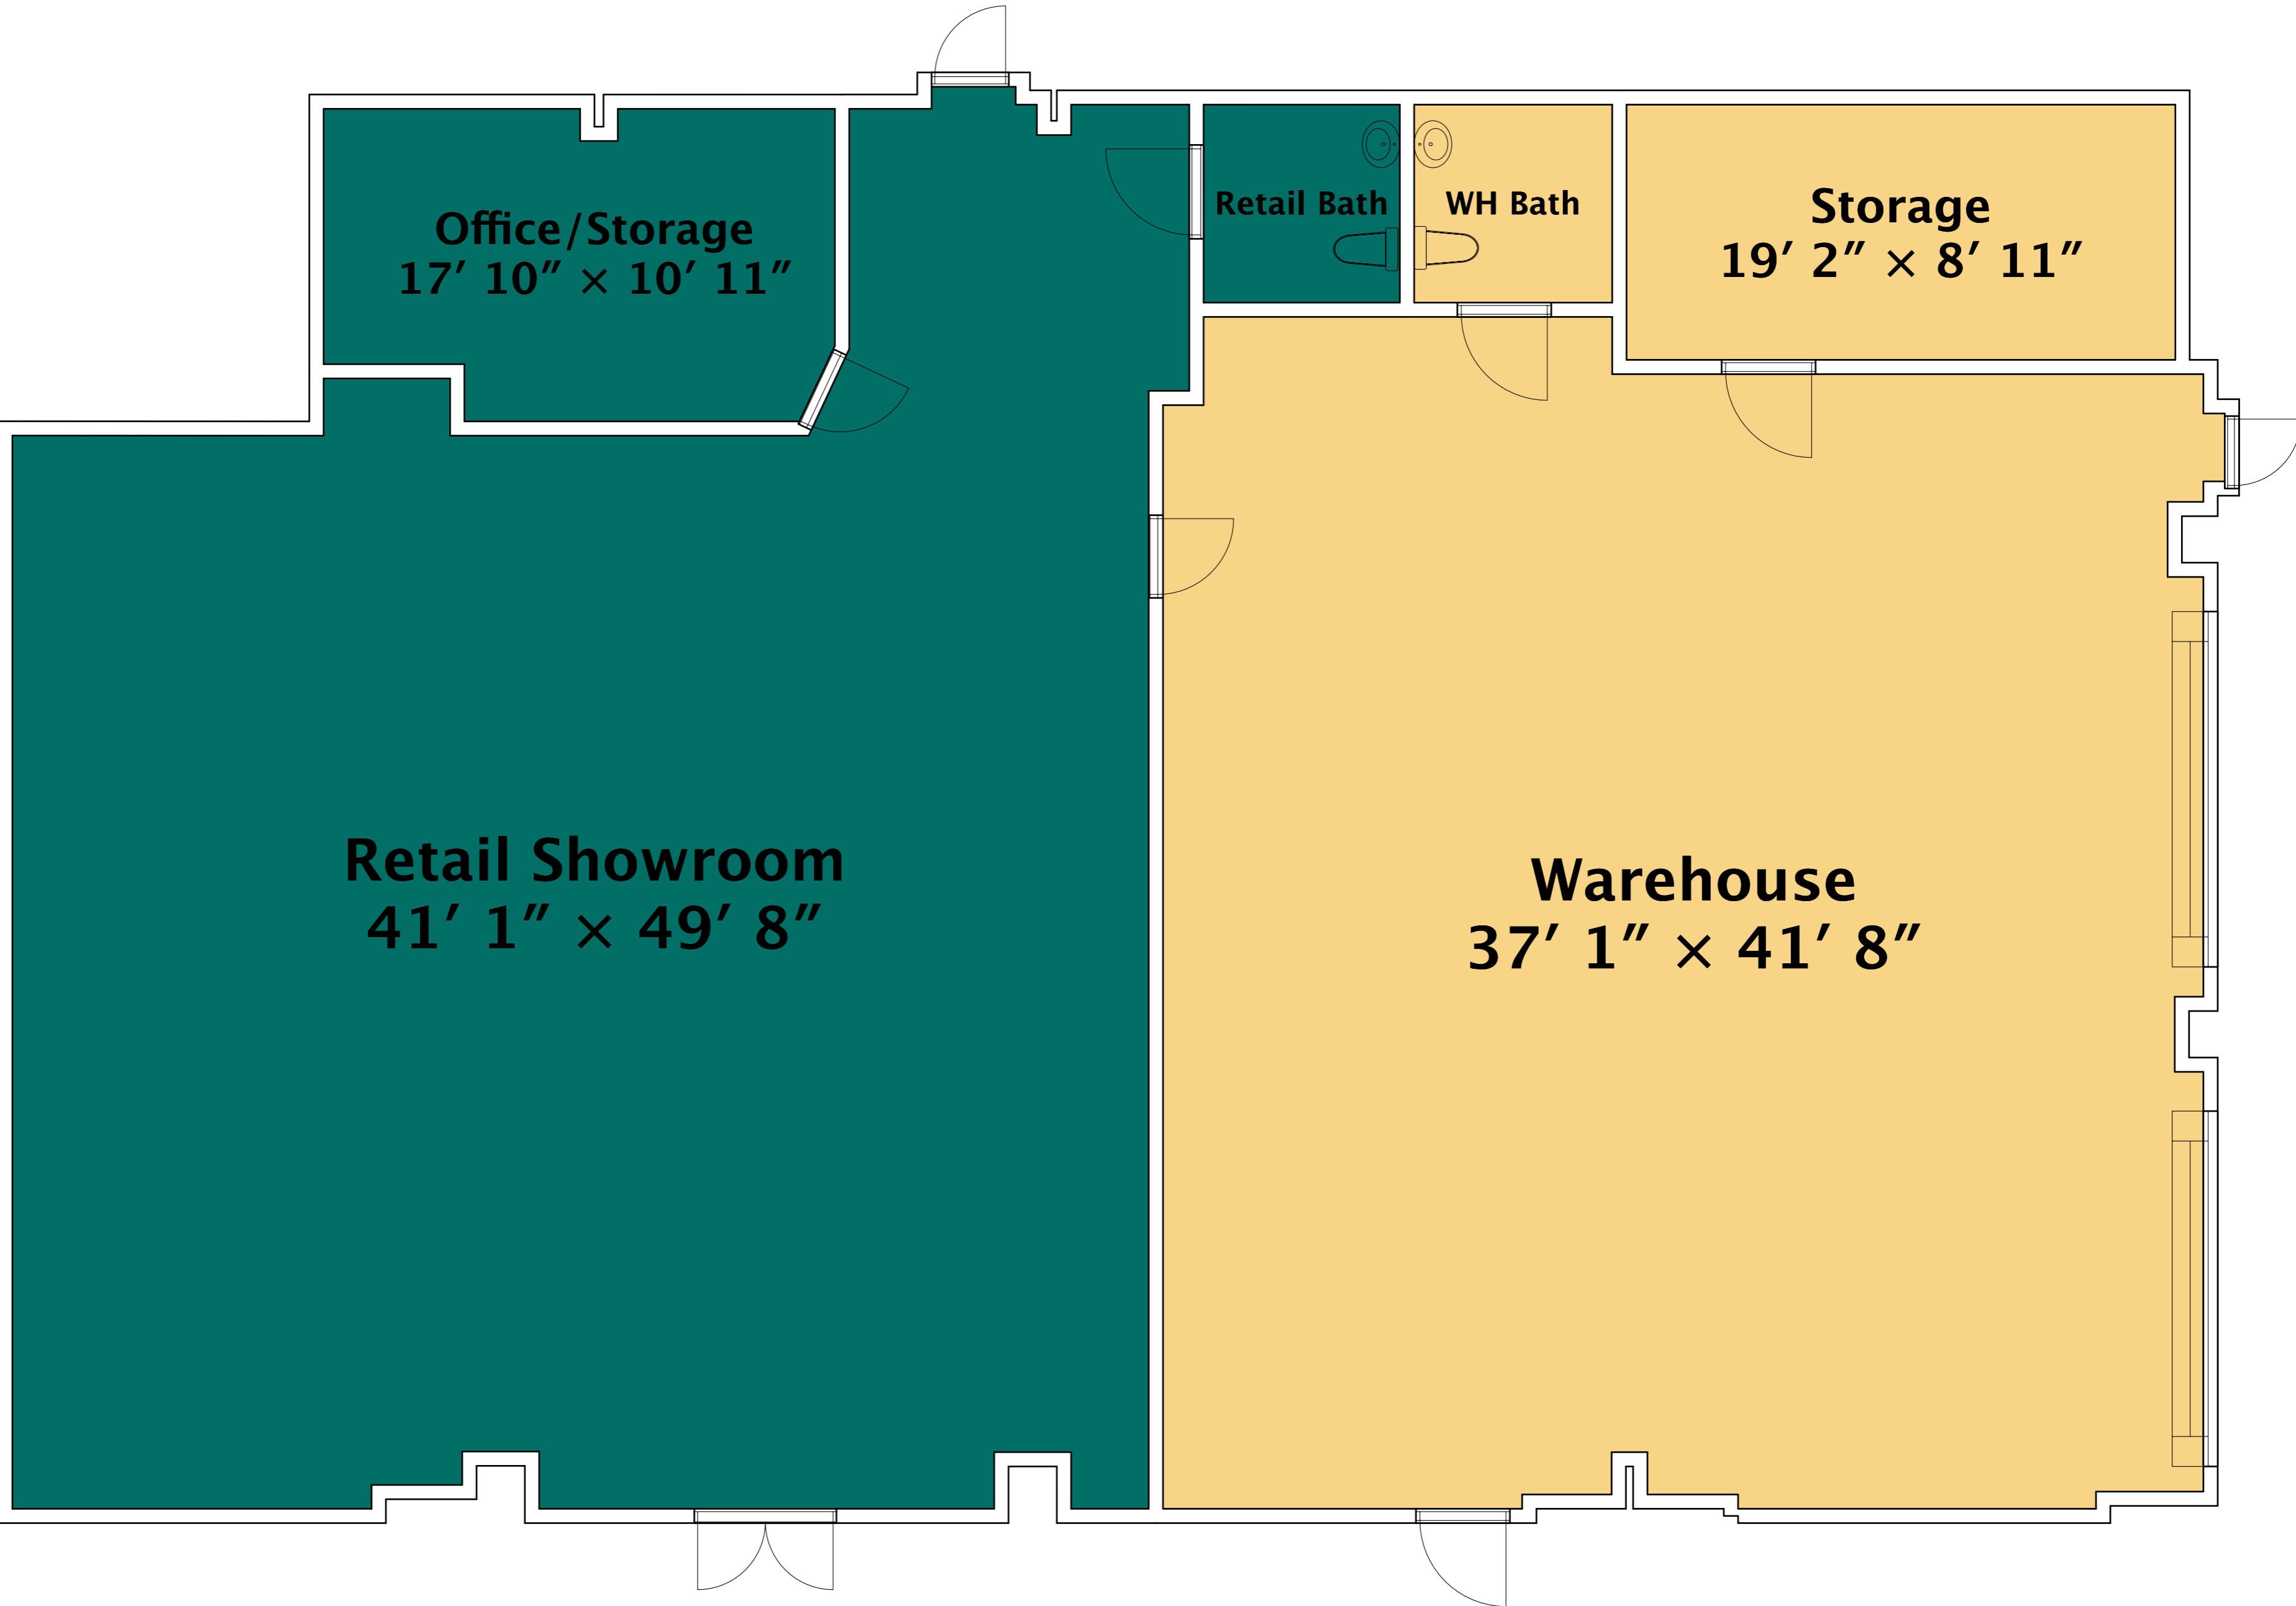 Office/Storage
17′ 10″ × 10′ 11″
Retail Bath
WH Bath
Storage
19′ 2″ × 8′ 11″
Retail Showroom
41′ 1″ × 49′ 8″
Warehouse
37′ 1″ × 41′ 8″